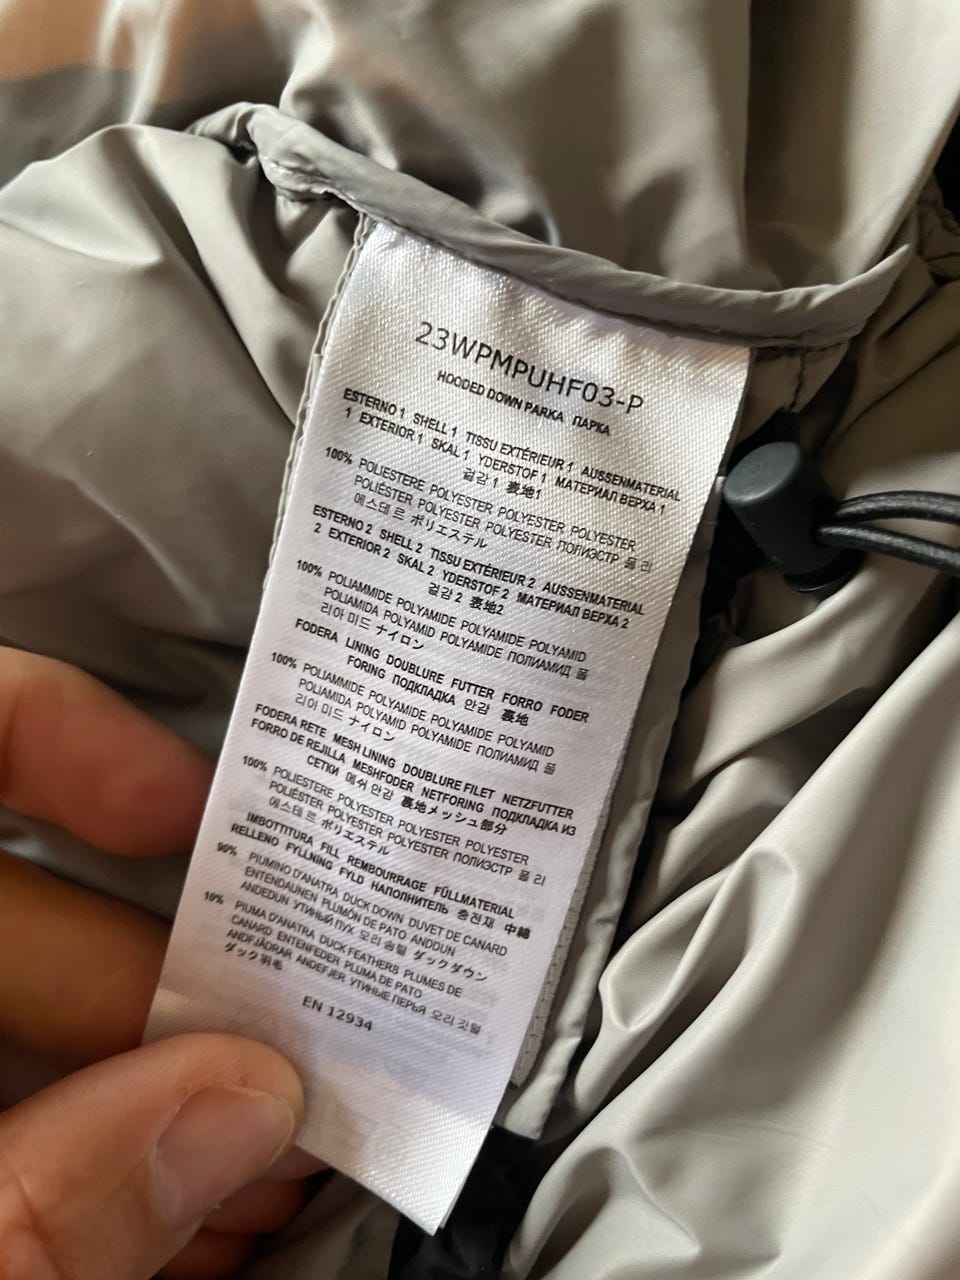 23WPMPUHF03-P
HOODED DOWN PARKA ПАРКА
ESTERNO 1 SHELL 1 TISSU EXTÉRIEUR 1 AUSSENMATERIAL
1 EXTERIOR 1 SKAL 1 YDERSTOF 1 МАТЕРИАЛ ВЕРХА 1
겉감 1 表地1
100% POLIESTERE POLYESTER POLYESTER POLYESTER
POLIÉSTER POLYESTER POLYESTER ПОЛИЭСТР 폴 리
에스테 르 ポリエステル
ESTERNO 2 SHELL 2 TISSU EXTÉRIEUR 2 AUSSENMATERIAL
2 EXTERIOR 2 SKAL 2 YDERSTOF 2 МАТЕРИАЛ ВЕРХА 2
겉감 2 表地2
100% POLIAMMIDE POLYAMIDE POLYAMIDE POLYAMID
POLIAMIDA POLYAMID POLYAMIDE ПОЛИАМИД 폴
리아 미드 ナイロン
FODERA LINING DOUBLURE FUTTER FORRO FODER
FORING ПОДКЛАДКА 안감 裏地
100% POLIAMMIDE POLYAMIDE POLYAMIDE POLYAMID
POLIAMIDA POLYAMID POLYAMIDE ПОЛИАМИД 폴
리아 미드 ナイロン
FODERA RETE MESH LINING DOUBLURE FILET NETZFUTTER
FORRO DE REJILLA MESHFODER NETFORING ПОДКЛАДКА ИЗ
СЕТКИ 메쉬 안감 裏地メッシュ部分
100% POLIESTERE POLYESTER POLYESTER POLYESTER
POLIÉSTER POLYESTER POLYESTER ПОЛИЭСТР 폴 리
에스테 르 ポリエステル
IMBOTTITURA FILL REMBOURRAGE FÜLLMATERIAL
RELLENO FYLLNING FYLD НАПОЛНИТЕЛЬ 충전재 中綿
90% PIUMINO D'ANATRA DUCK DOWN DUVET DE CANARD
ENTENDAUNEN PLUMÓN DE PATO ANDDUN
ANDEDUN УТИНЫЙ ПУХ 오리 솜털 ダックダウン
10% PIUMA D'ANATRA DUCK FEATHERS PLUMES DE
CANARD ENTENFEDER PLUMA DE PATO
ANDFJÄDRAR ANDEFJER УТИНЫЕ ПЕРЬЯ 오리 깃털
ダック羽毛
EN 12934